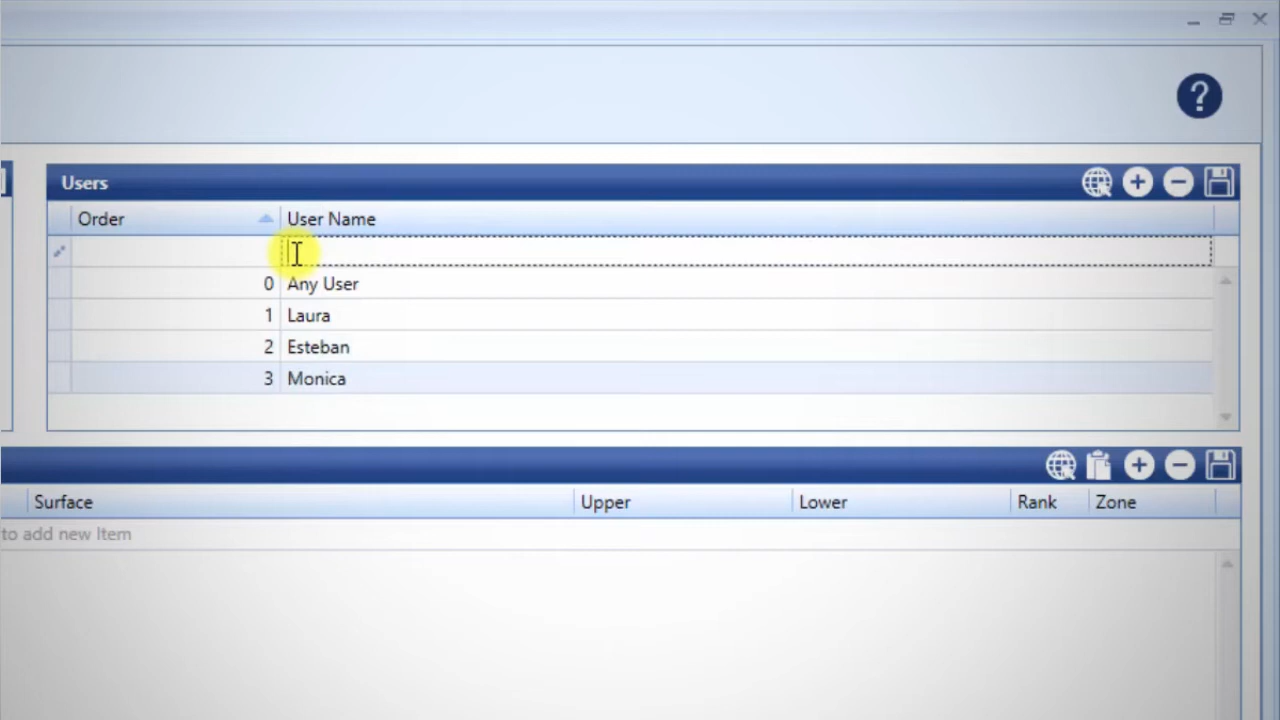 ?
Users
Order User Name
0 Any User
1 Laura
2 Esteban
3 Monica
Surface Upper Lower Rank Zone
to add new Item